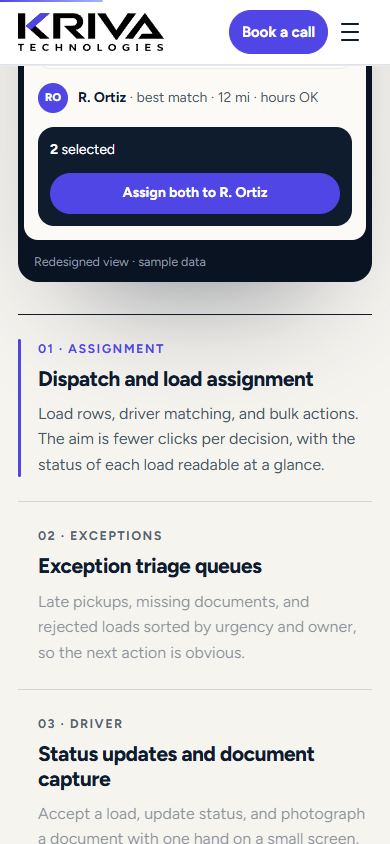 KRIVA
TECHNOLOGIES
Book a call
RO R. Ortiz · best match · 12 mi · hours OK
2 selected
Assign both to R. Ortiz
Redesigned view · sample data
01 · ASSIGNMENT
Dispatch and load assignment
Load rows, driver matching, and bulk actions.
The aim is fewer clicks per decision, with the
status of each load readable at a glance.
02 · EXCEPTIONS
Exception triage queues
Late pickups, missing documents, and
rejected loads sorted by urgency and owner,
so the next action is obvious.
03 · DRIVER
Status updates and document
capture
Accept a load, update status, and photograph
a document with one hand on a small screen.